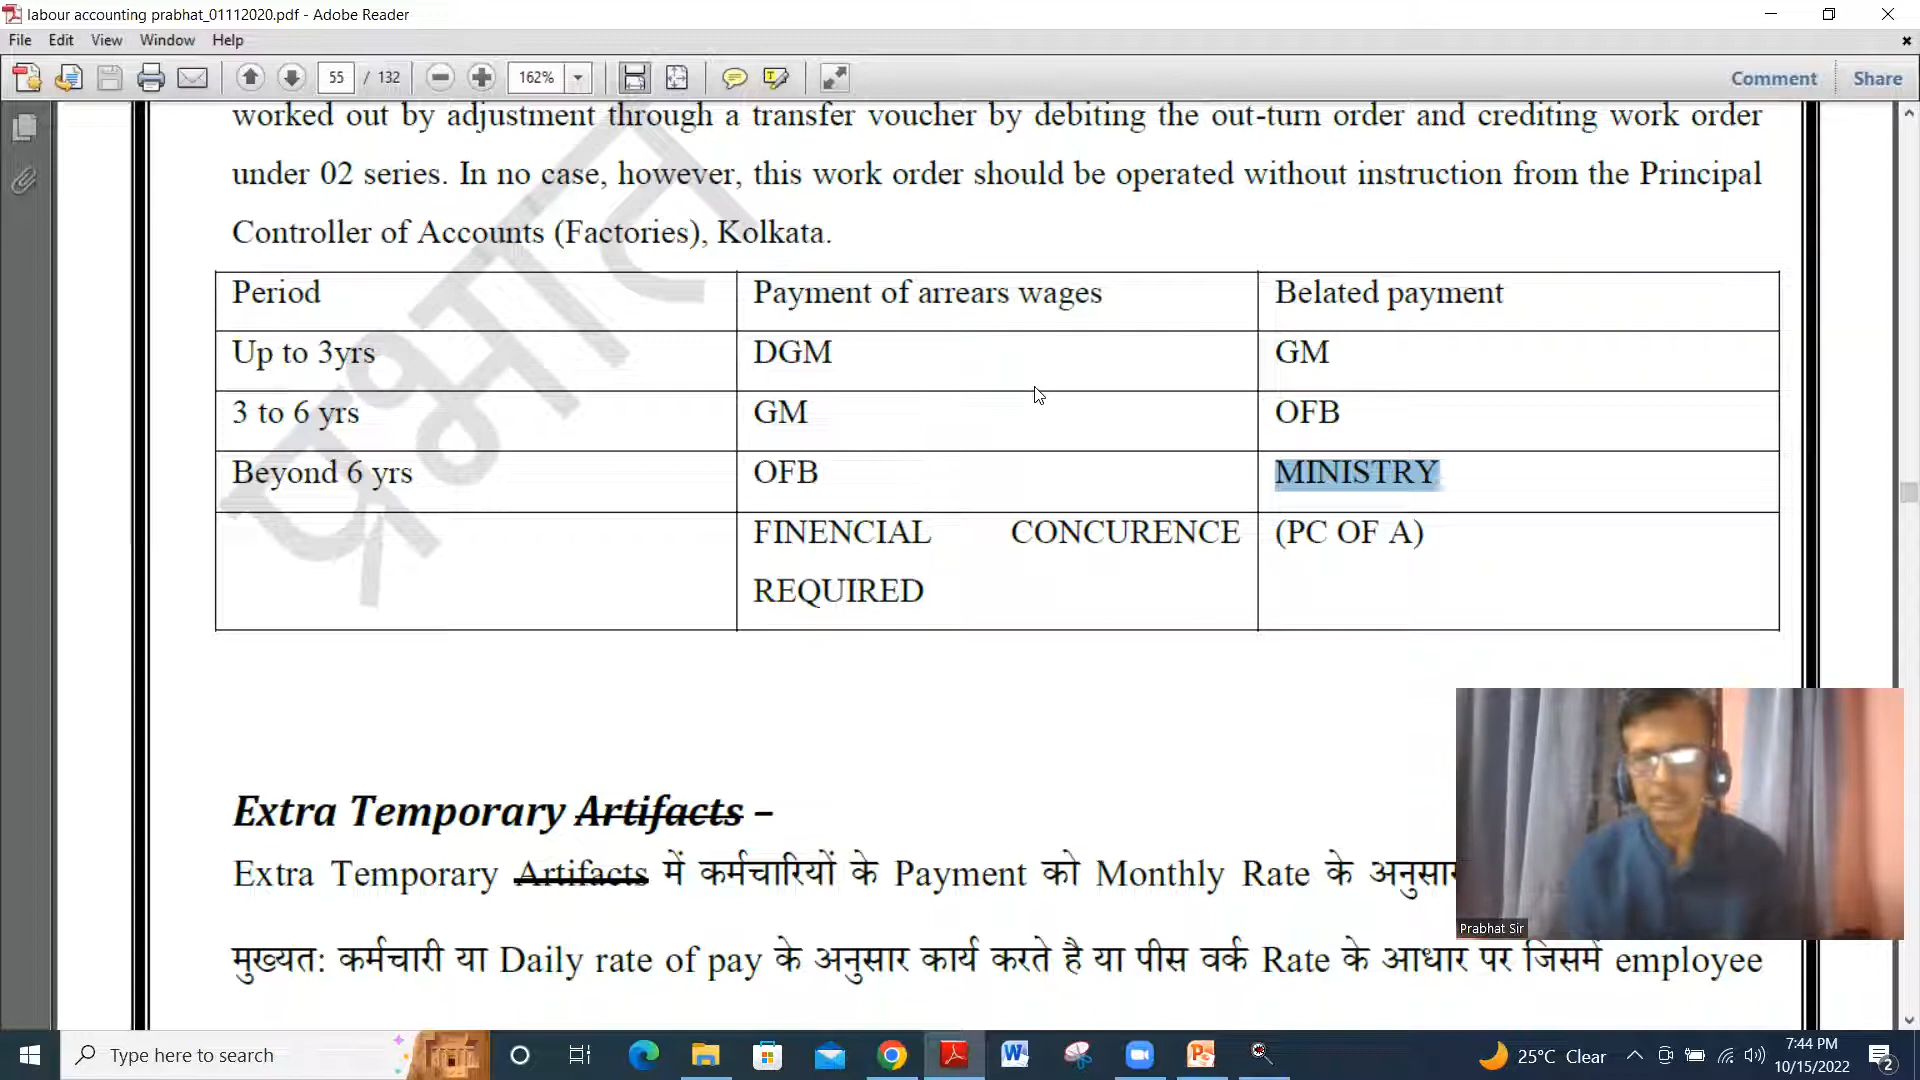 labour accounting prabhat_01112020.pdf - Adobe Reader
File Edit View Window Help
55 / 132 162% Comment Share
worked out by adjustment through a transfer voucher by debiting the out-turn order and crediting work order
under 02 series. In no case, however, this work order should be operated without instruction from the Principal
Controller of Accounts (Factories), Kolkata.
Period Payment of arrears wages Belated payment
Up to 3yrs DGM GM
3 to 6 yrs GM OFB
Beyond 6 yrs OFB MINISTRY
FINENCIAL CONCURENCE (PC OF A)
REQUIRED
प्रभात
Extra Temporary Artifacts –
Extra Temporary Artifacts में कर्मचारियों के Payment को Monthly Rate के अनुसार
मुख्यत: कर्मचारी या Daily rate of pay के अनुसार कार्य करते है या पीस वर्क Rate के आधार पर जिसमें employee
Prabhat Sir
Type here to search
25°C Clear
7:44 PM
10/15/2022
2